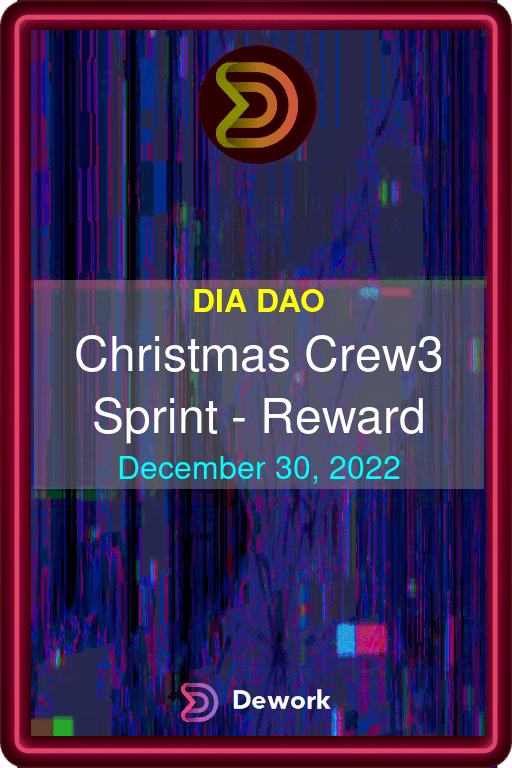 DIA DAO
Christmas Crew3
Sprint - Reward
December 30, 2022
Dework